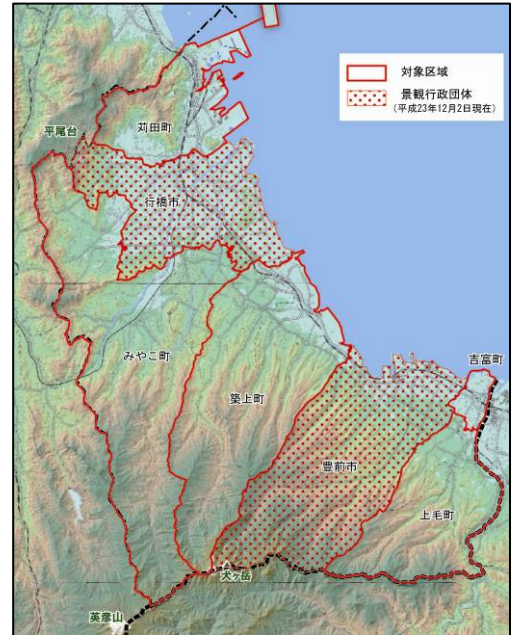 対象区域
景観行政団体
(平成23年12月2日現在)
平尾台
苅田町
行橋市
みやこ町
築上町
吉富町
豊前市
上毛町
犬ヶ岳
英彦山